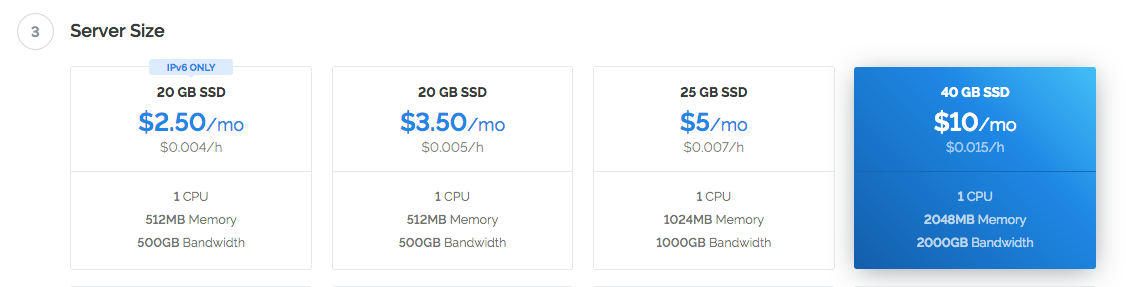 3 Server Size
IPv6 ONLY
20 GB SSD
$2.50/mo
$0.004/h
1 CPU
512MB Memory
500GB Bandwidth
20 GB SSD
$3.50/mo
$0.005/h
1 CPU
512MB Memory
500GB Bandwidth
25 GB SSD
$5/mo
$0.007/h
1 CPU
1024MB Memory
1000GB Bandwidth
40 GB SSD
$10/mo
$0.015/h
1 CPU
2048MB Memory
2000GB Bandwidth